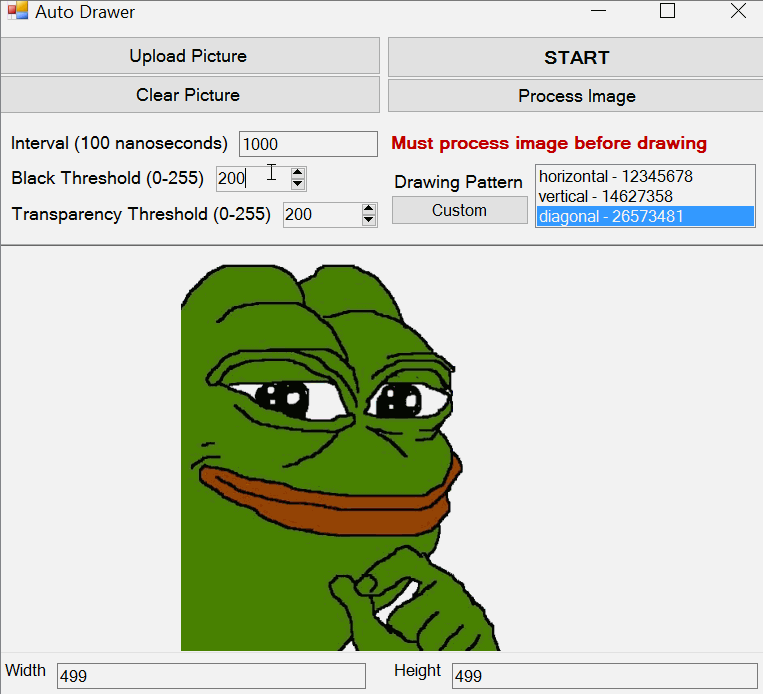 Auto Drawer
Upload Picture
START
Clear Picture
Process Image
Interval (100 nanoseconds) 1000
Must process image before drawing
Black Threshold (0-255) 200
Transparency Threshold (0-255) 200
Drawing Pattern
Custom
horizontal - 12345678
vertical - 14627358
diagonal - 26573481
Width 499
Height 499